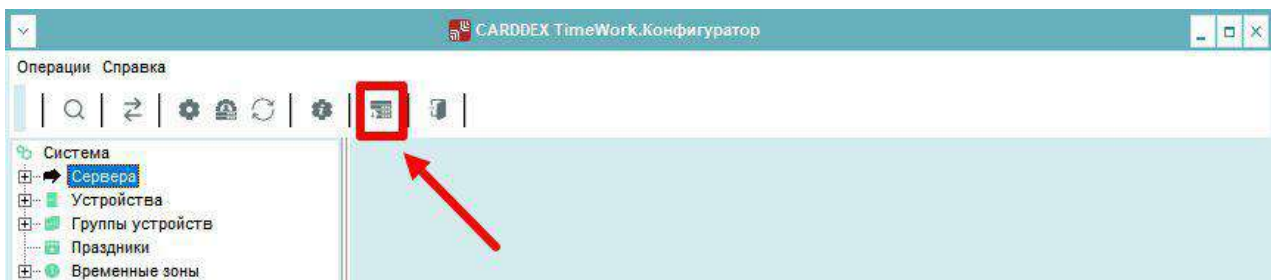 CARDDEX TimeWork.Конфигуратор
Операции Справка
Система
Сервера
Устройства
Группы устройств
Праздники
Временные зоны